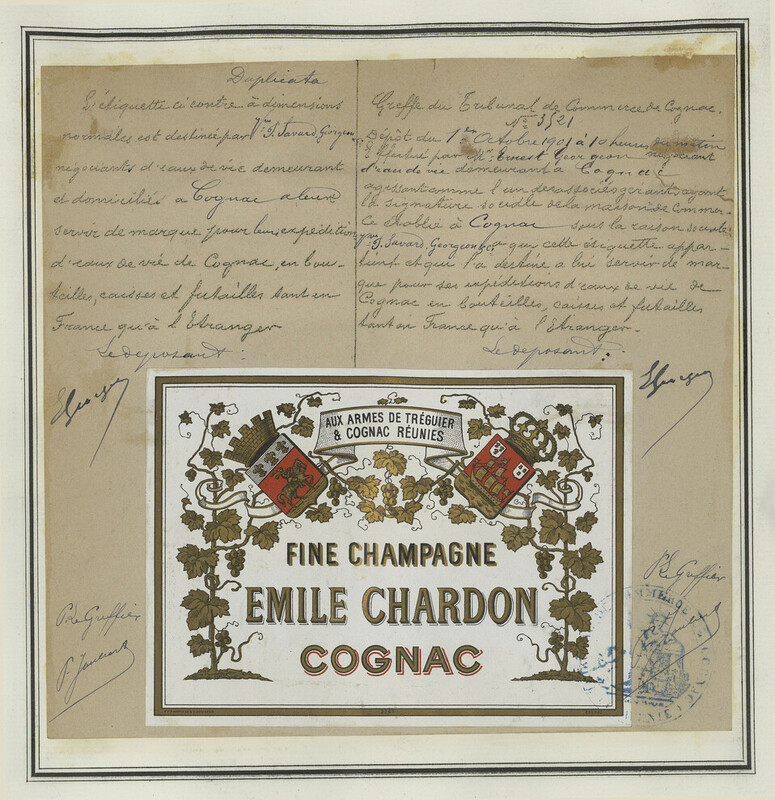 Duplicata
L'étiquette ci contre à dimensions
normales est destinée par Vve J. Savard, Georgeon
négociants d'eaux de vie demeurant
et domiciliés à Cognac a leur
servir de marque pour leurs expéditions
d'eaux de vie de Cognac, en bou-
teilles, caisses et futailles tant en
France qu'à l'Etranger
Le deposant :
Greffe du Tribunal de Commerce de Cognac.
No 3521
Dépôt du 1er Octobre 1901 à 10 heures du matin
Effectué par Mr Ernest Georgeon négociant
d'eau de vie demeurant à Cognac
agissant comme l'un des associés gérants ayant
la signature sociale de la maison de Commer-
ce établie à Cognac sous la raison sociale
Vve J. Savard, Georgeon que cette étiquette appar-
tient et qu'il l'a destiné a lui servir de mar-
que pour ses expéditions d'eaux de vie de
Cognac en bouteilles, caisses et futailles
tant en France qu'à l'Etranger.
Le deposant :
EGeorgeon
EGeorgeon
AUX ARMES DE TRÉGUIER
& COGNAC RÉUNIES
FINE CHAMPAGNE
EMILE CHARDON
COGNAC
P. Le Greffier
P. Le Greffier